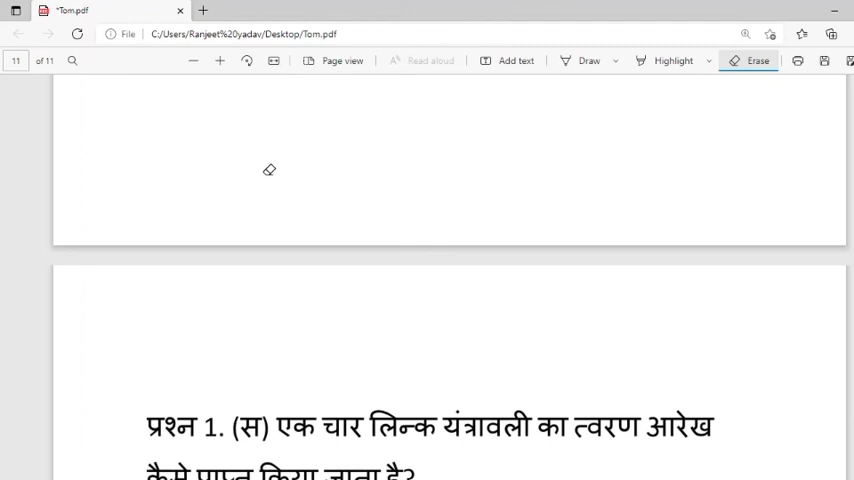 *Tom.pdf
File C:/Users/Ranjeet%20yadav/Desktop/Tom.pdf
11 of 11 Page view Read aloud Add text Draw Highlight Erase
प्रश्न 1. (स) एक चार लिन्क यंत्रावली का त्वरण आरेख
कैसे प्राप्त किया जाता है?